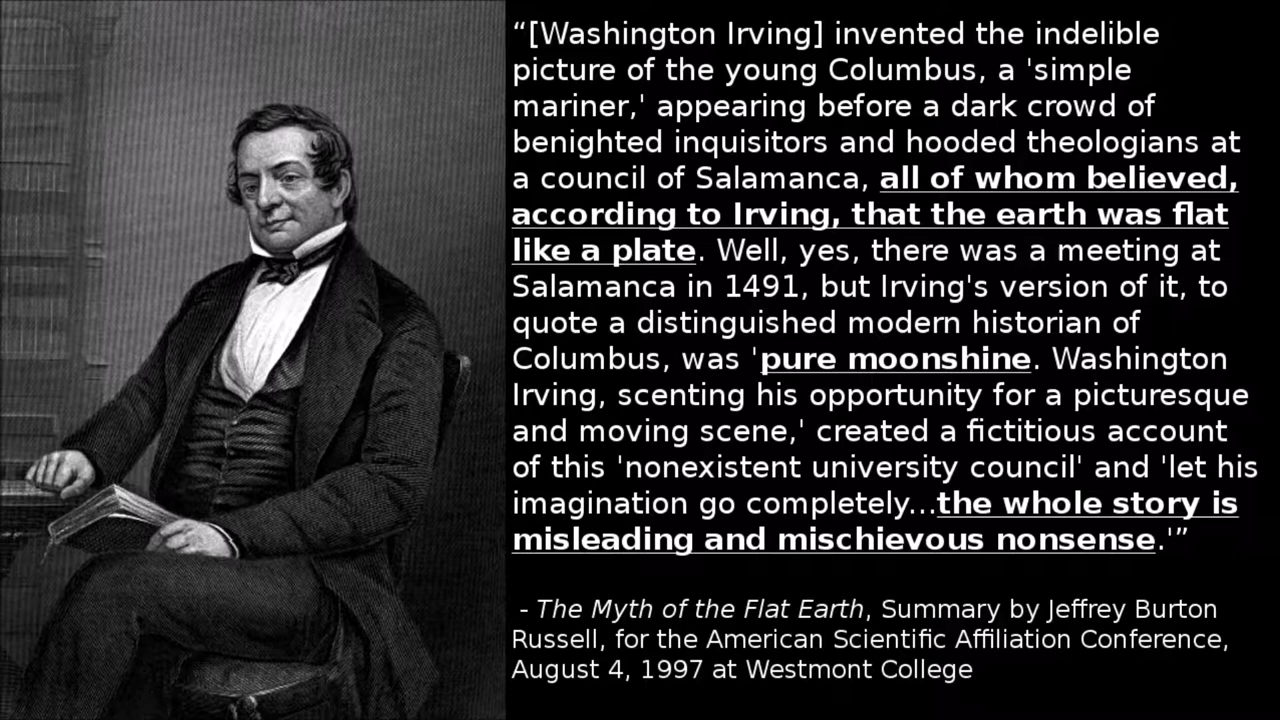 “[Washington Irving] invented the indelible
picture of the young Columbus, a 'simple
mariner,' appearing before a dark crowd of
benighted inquisitors and hooded theologians at
a council of Salamanca, all of whom believed,
according to Irving, that the earth was flat
like a plate. Well, yes, there was a meeting at
Salamanca in 1491, but Irving's version of it, to
quote a distinguished modern historian of
Columbus, was 'pure moonshine. Washington
Irving, scenting his opportunity for a picturesque
and moving scene,' created a fictitious account
of this 'nonexistent university council' and 'let his
imagination go completely...the whole story is
misleading and mischievous nonsense.'”
- The Myth of the Flat Earth, Summary by Jeffrey Burton
Russell, for the American Scientific Affiliation Conference,
August 4, 1997 at Westmont College